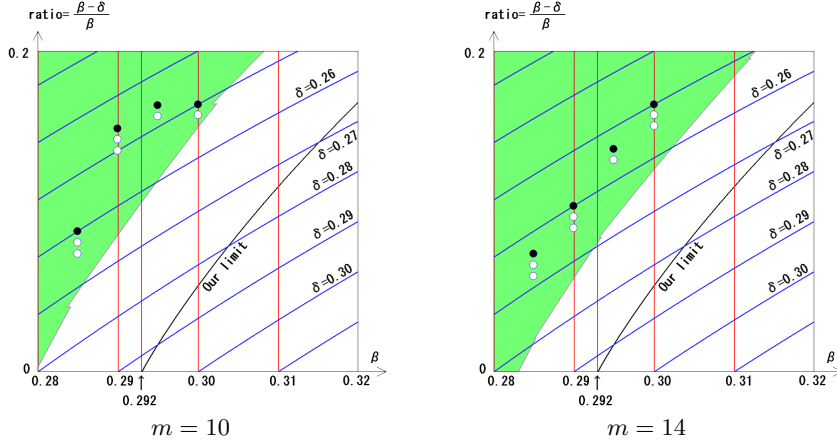 ratio= β−δ / β
0.2
δ=0.26
δ=0.27
δ=0.28
δ=0.29
δ=0.30
Our limit
β
0
0.28
0.29
0.30
0.31
0.32
0.292
m = 10
ratio= β−δ / β
0.2
δ=0.26
δ=0.27
δ=0.28
δ=0.29
δ=0.30
Our limit
β
0
0.28
0.29
0.30
0.31
0.32
0.292
m = 14